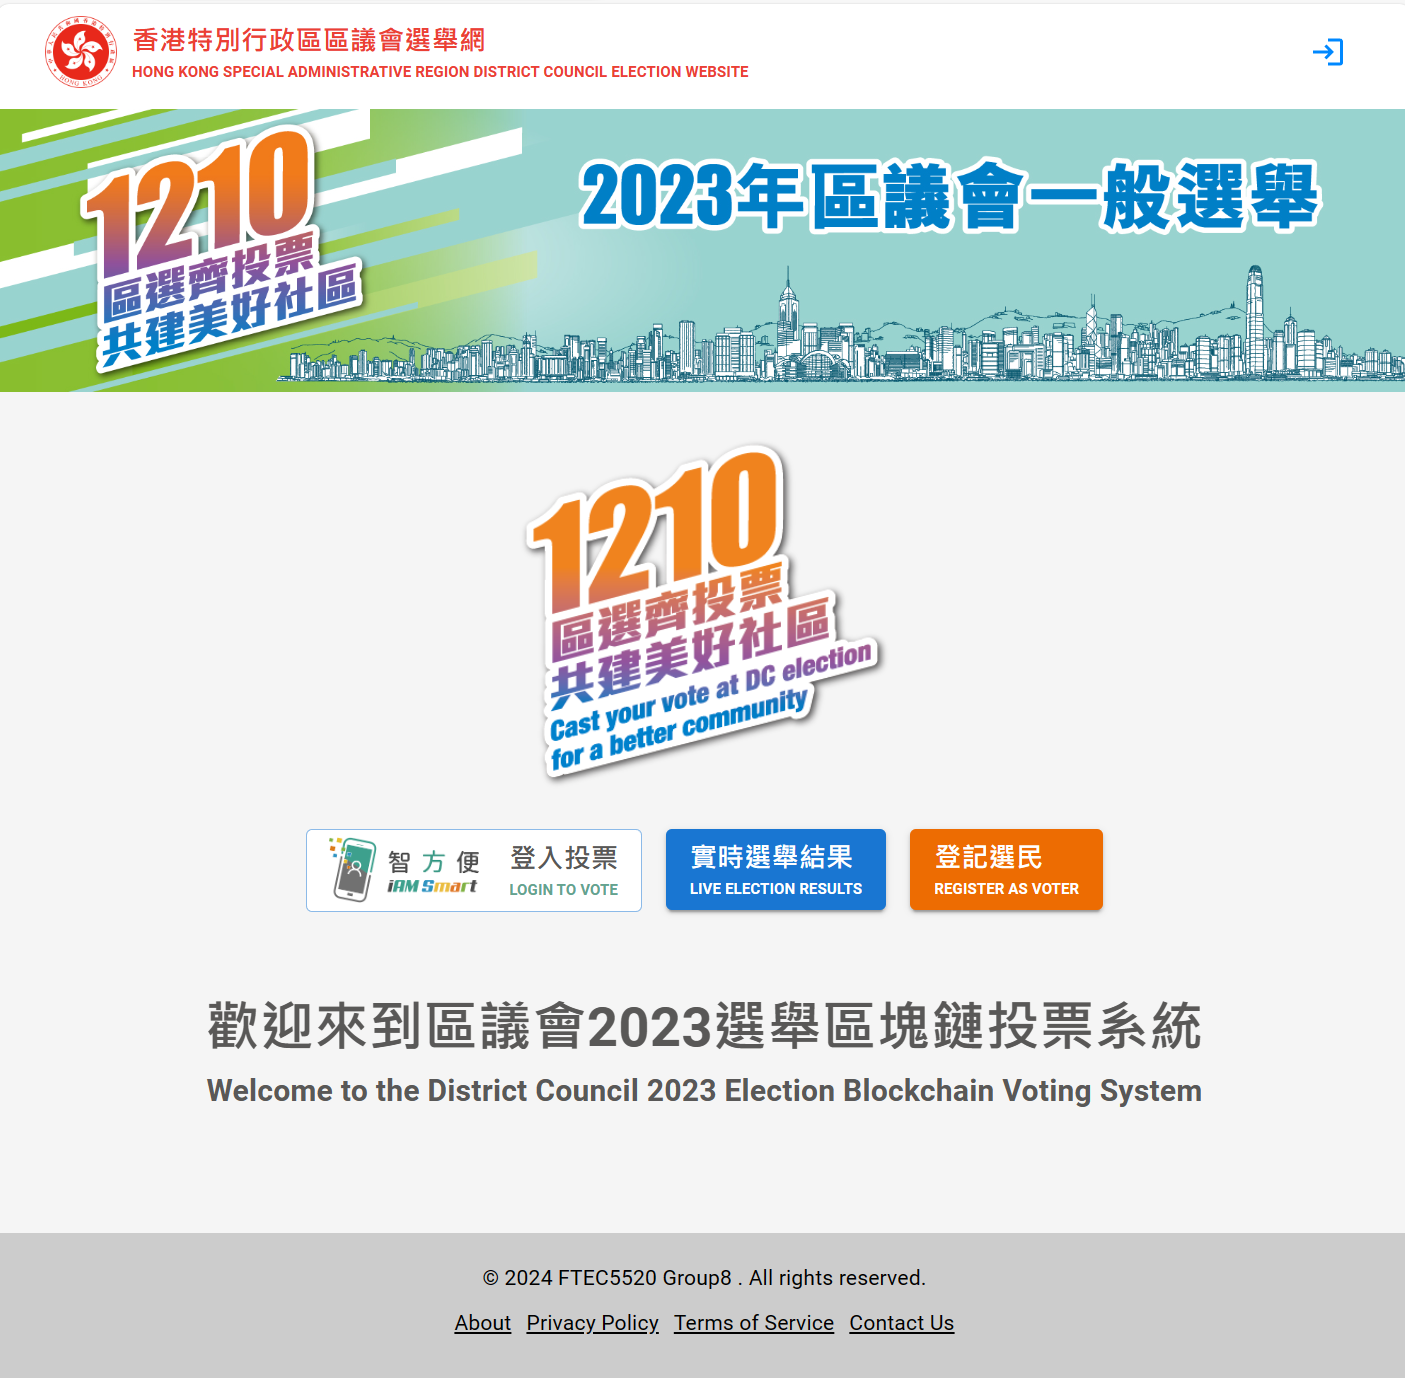 香港特別行政區區議會選舉網
HONG KONG SPECIAL ADMINISTRATIVE REGION DISTRICT COUNCIL ELECTION WEBSITE
1210
區選齊投票
共建美好社區
2023年區議會一般選舉
1210
區選齊投票
共建美好社區
Cast your vote at DC election
for a better community
智方便
iAM Smart
登入投票
LOGIN TO VOTE
實時選舉結果
LIVE ELECTION RESULTS
登記選民
REGISTER AS VOTER
歡迎來到區議會2023選舉區塊鏈投票系統
Welcome to the District Council 2023 Election Blockchain Voting System
© 2024 FTEC5520 Group8 . All rights reserved.
About Privacy Policy Terms of Service Contact Us